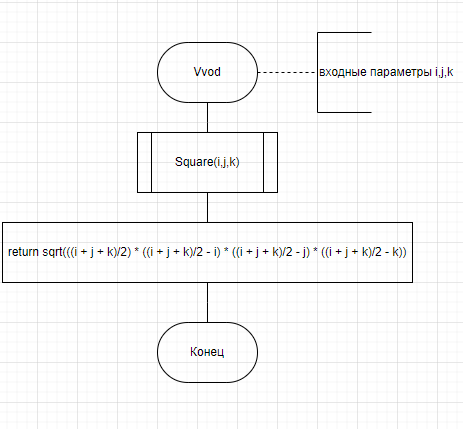 Vvod
входные параметры i,j,k
Square(i,j,k)
return sqrt(((i + j + k)/2) * ((i + j + k)/2 - i) * ((i + j + k)/2 - j) * ((i + j + k)/2 - k))
Конец